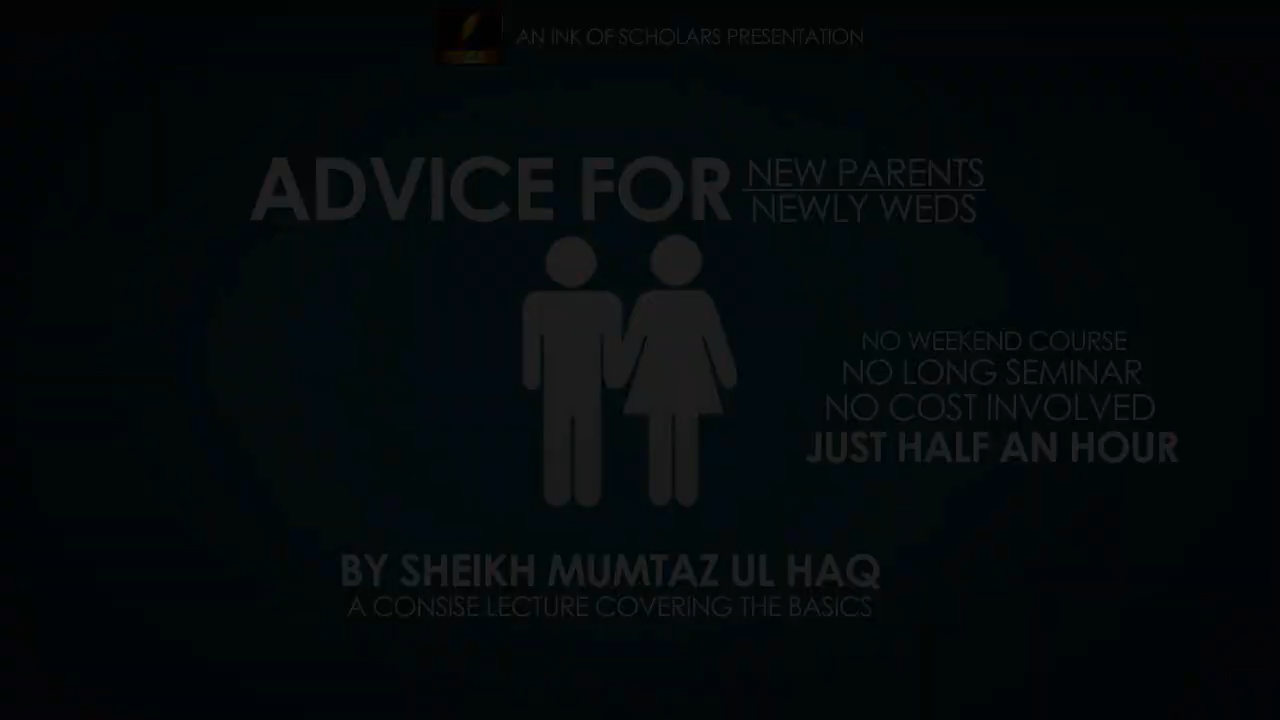 AN INK OF SCHOLARS PRESENTATION
ADVICE FOR NEW PARENTS
NEWLY WEDS
NO WEEKEND COURSE
NO LONG SEMINAR
NO COST INVOLVED
JUST HALF AN HOUR
BY SHEIKH MUMTAZ UL HAQ
A CONSISE LECTURE COVERING THE BASICS